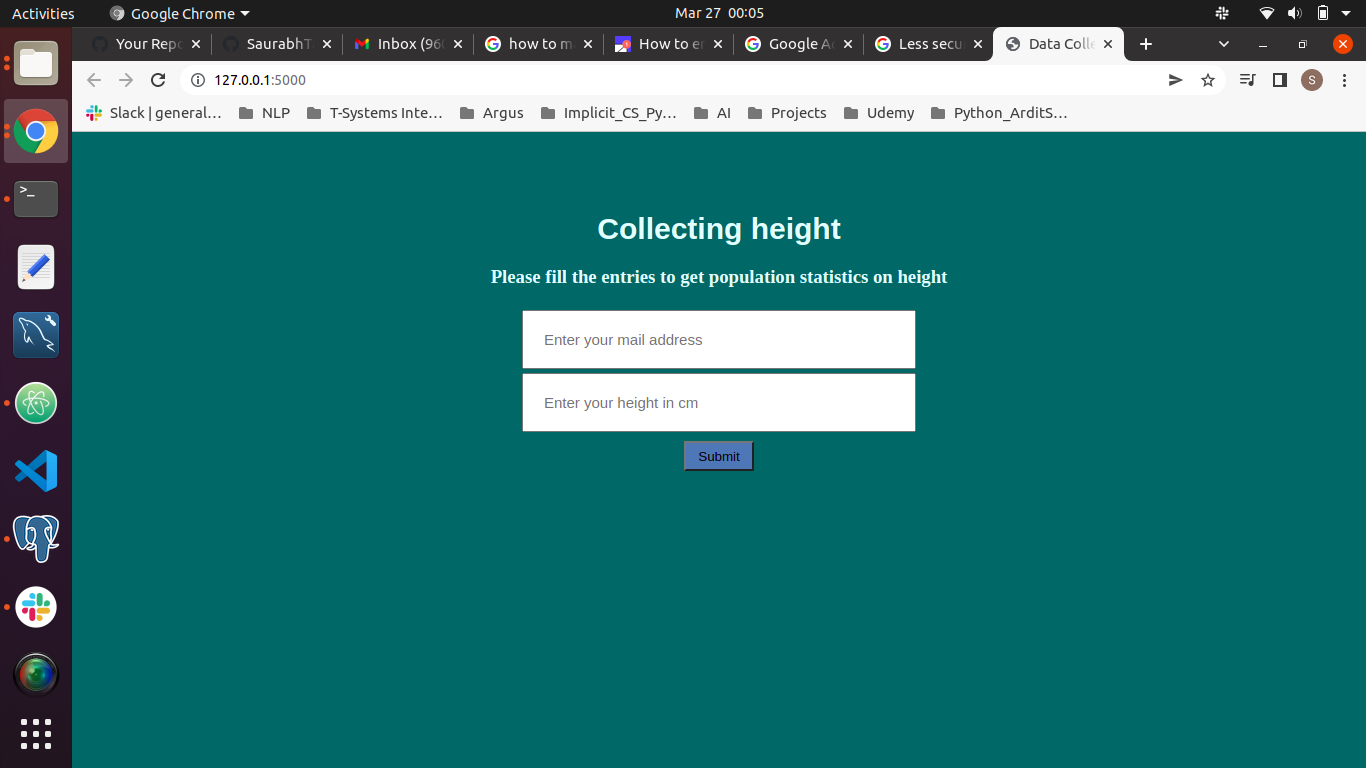 Activities Google Chrome Mar 27 00:05
Your Repo SaurabhT Inbox (960 how to m How to e Google Ac Less secu Data Colle
127.0.0.1:5000 S
Slack | general… NLP T-Systems Inte… Argus Implicit_CS_Py… AI Projects Udemy Python_ArditS…
>_
Collecting height
Please fill the entries to get population statistics on height
Enter your mail address
Enter your height in cm
Submit